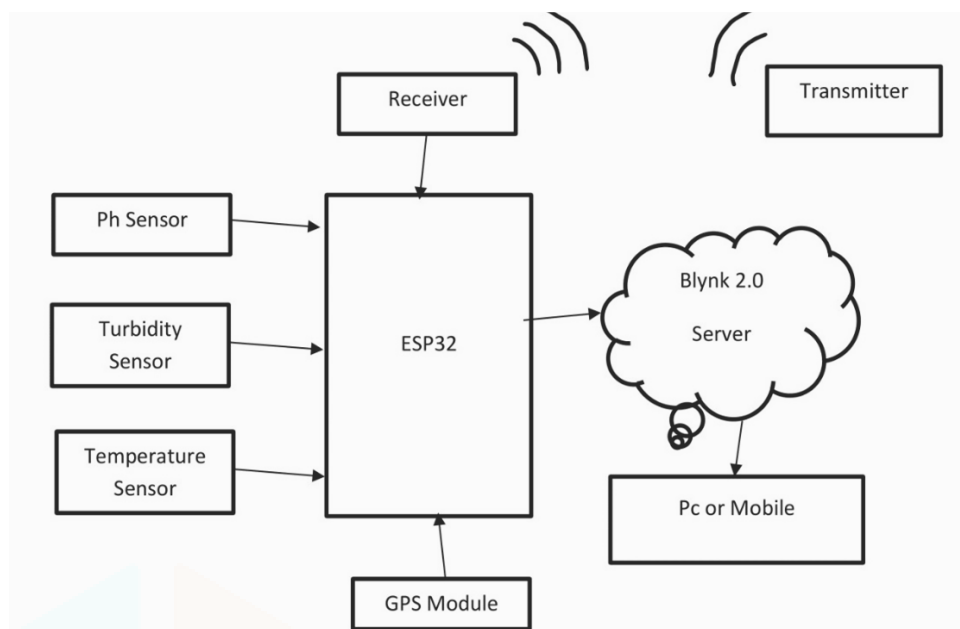 Receiver
Transmitter
Ph Sensor
Turbidity
Sensor
Temperature
Sensor
ESP32
Blynk 2.0
Server
Pc or Mobile
GPS Module